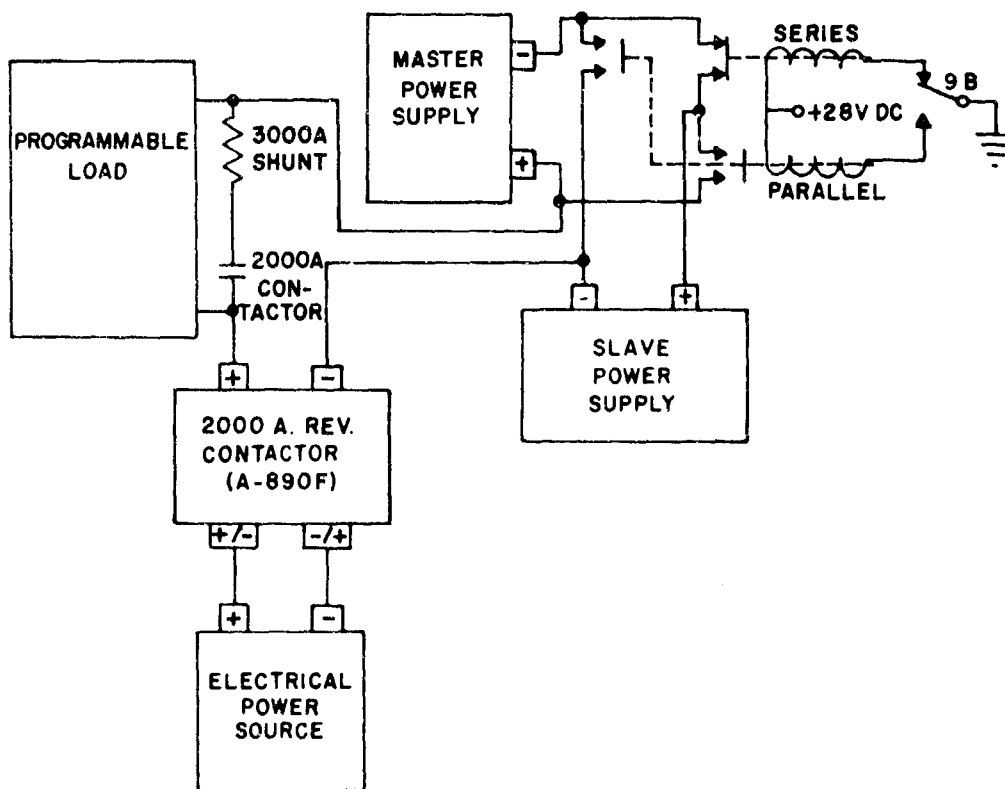 PROGRAMMABLE
LOAD
3000A
SHUNT
2000A
CON-
TACTOR
MASTER
POWER
SUPPLY
-
+
SERIES
9 B
+28V DC
PARALLEL
- +
SLAVE
POWER
SUPPLY
+ -
2000 A. REV.
CONTACTOR
(A-890F)
+/- -/+
+ -
ELECTRICAL
POWER
SOURCE